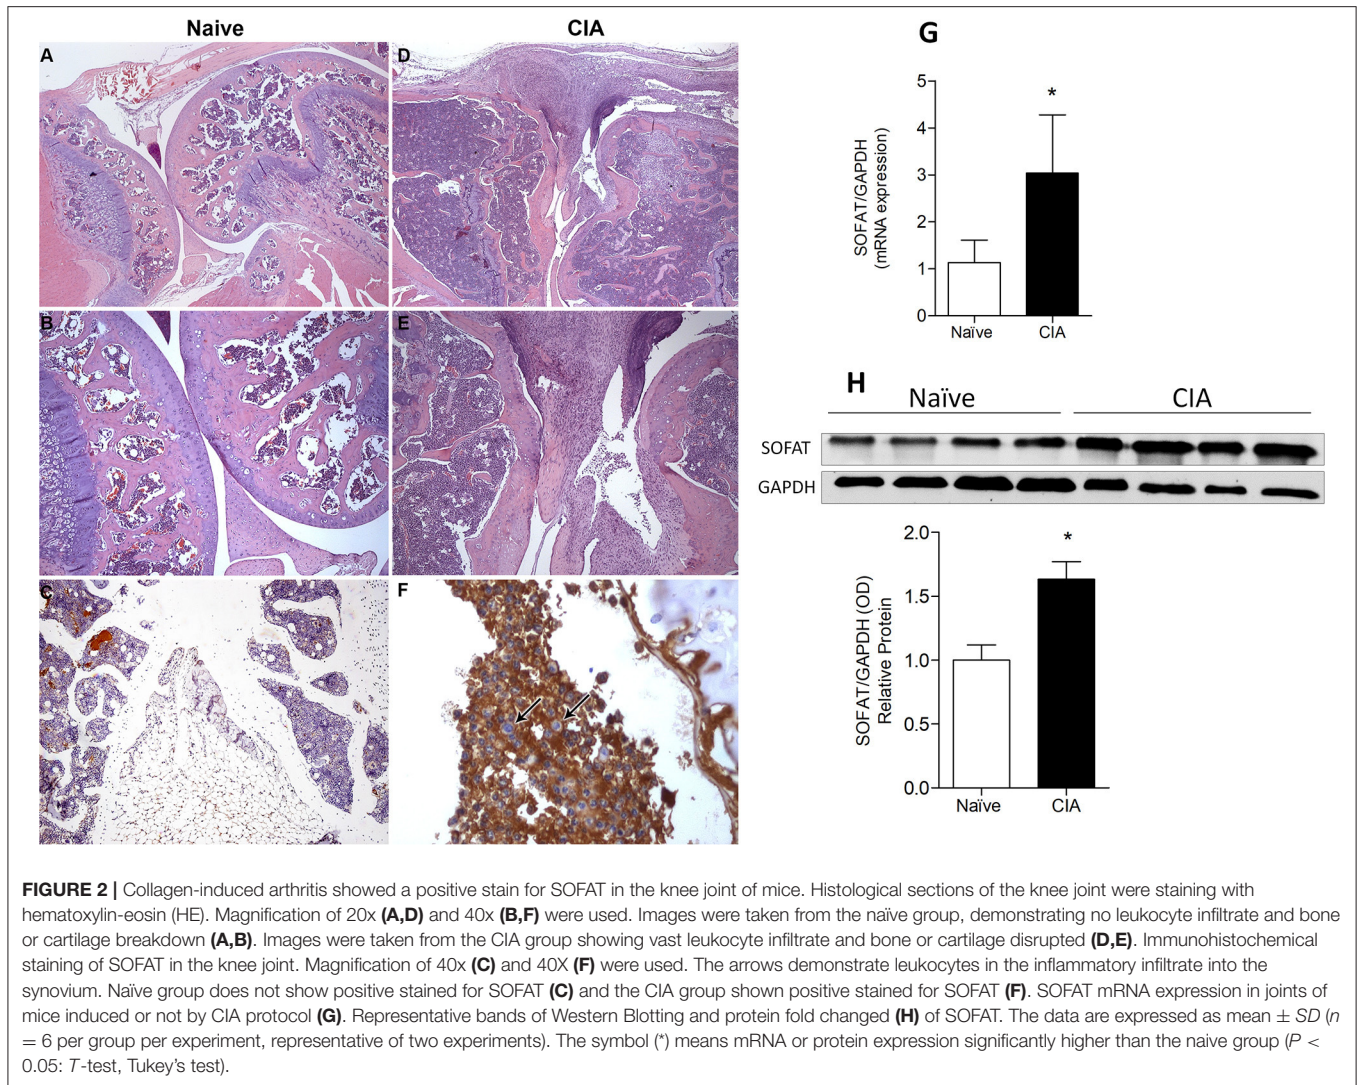 Naive
CIA
A
D
B
E
C
F
G
5
4
3
2
1
0
SOFAT/GAPDH
(mRNA expression)
*
Naïve
CIA
H
Naïve
CIA
SOFAT
GAPDH
2.0
1.5
1.0
0.5
0.0
SOFAT/GAPDH (OD)
Relative Protein
*
Naïve
CIA
FIGURE 2 | Collagen-induced arthritis showed a positive stain for SOFAT in the knee joint of mice. Histological sections of the knee joint were staining with
hematoxylin-eosin (HE). Magnification of 20x (A,D) and 40x (B,F) were used. Images were taken from the naïve group, demonstrating no leukocyte infiltrate and bone
or cartilage breakdown (A,B). Images were taken from the CIA group showing vast leukocyte infiltrate and bone or cartilage disrupted (D,E). Immunohistochemical
staining of SOFAT in the knee joint. Magnification of 40x (C) and 40X (F) were used. The arrows demonstrate leukocytes in the inflammatory infiltrate into the
synovium. Naïve group does not show positive stained for SOFAT (C) and the CIA group shown positive stained for SOFAT (F). SOFAT mRNA expression in joints of
mice induced or not by CIA protocol (G). Representative bands of Western Blotting and protein fold changed (H) of SOFAT. The data are expressed as mean ± SD (n
= 6 per group per experiment, representative of two experiments). The symbol (*) means mRNA or protein expression significantly higher than the naive group (P <
0.05: T-test, Tukey's test).